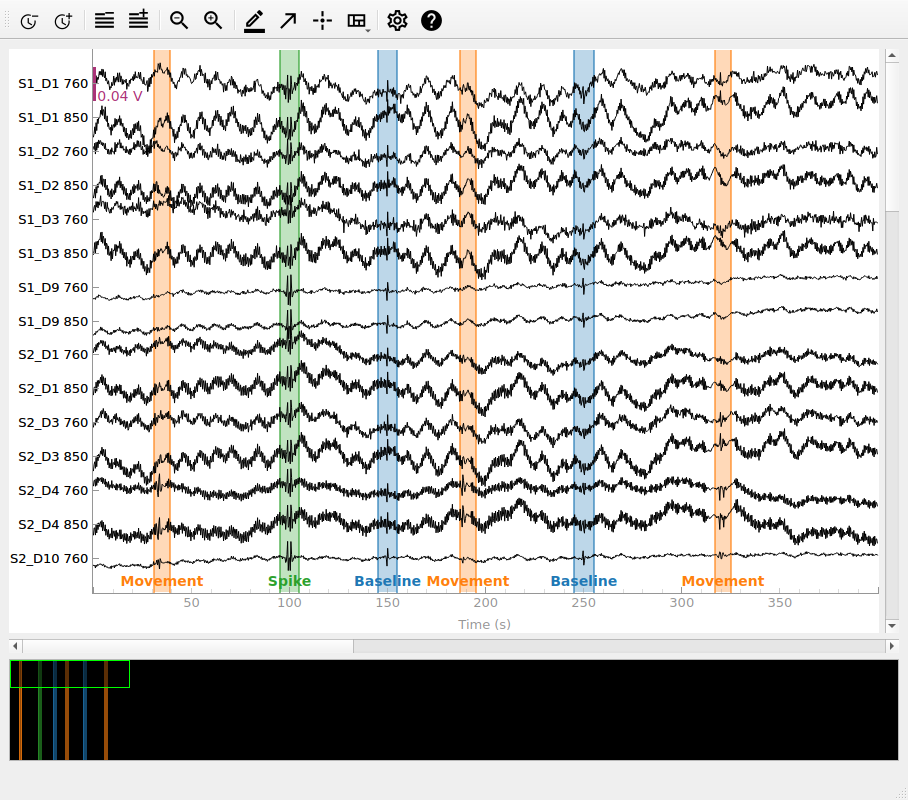 S1_D1 760
0.04 V
S1_D1 850
S1_D2 760
S1_D2 850
S1_D3 760
S1_D3 850
S1_D9 760
S1_D9 850
S2_D1 760
S2_D1 850
S2_D3 760
S2_D3 850
S2_D4 760
S2_D4 850
S2_D10 760
Movement Spike Baseline Movement Baseline Movement
50 100 150 200 250 300 350
Time (s)